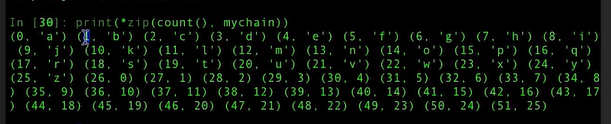 In [30]: print(*zip(count(), mychain))
(0, 'a') (1, 'b') (2, 'c') (3, 'd') (4, 'e') (5, 'f') (6, 'g') (7, 'h') (8, 'i')
(9, 'j') (10, 'k') (11, 'l') (12, 'm') (13, 'n') (14, 'o') (15, 'p') (16, 'q')
(17, 'r') (18, 's') (19, 't') (20, 'u') (21, 'v') (22, 'w') (23, 'x') (24, 'y')
(25, 'z') (26, 0) (27, 1) (28, 2) (29, 3) (30, 4) (31, 5) (32, 6) (33, 7) (34, 8
) (35, 9) (36, 10) (37, 11) (38, 12) (39, 13) (40, 14) (41, 15) (42, 16) (43, 17
) (44, 18) (45, 19) (46, 20) (47, 21) (48, 22) (49, 23) (50, 24) (51, 25)